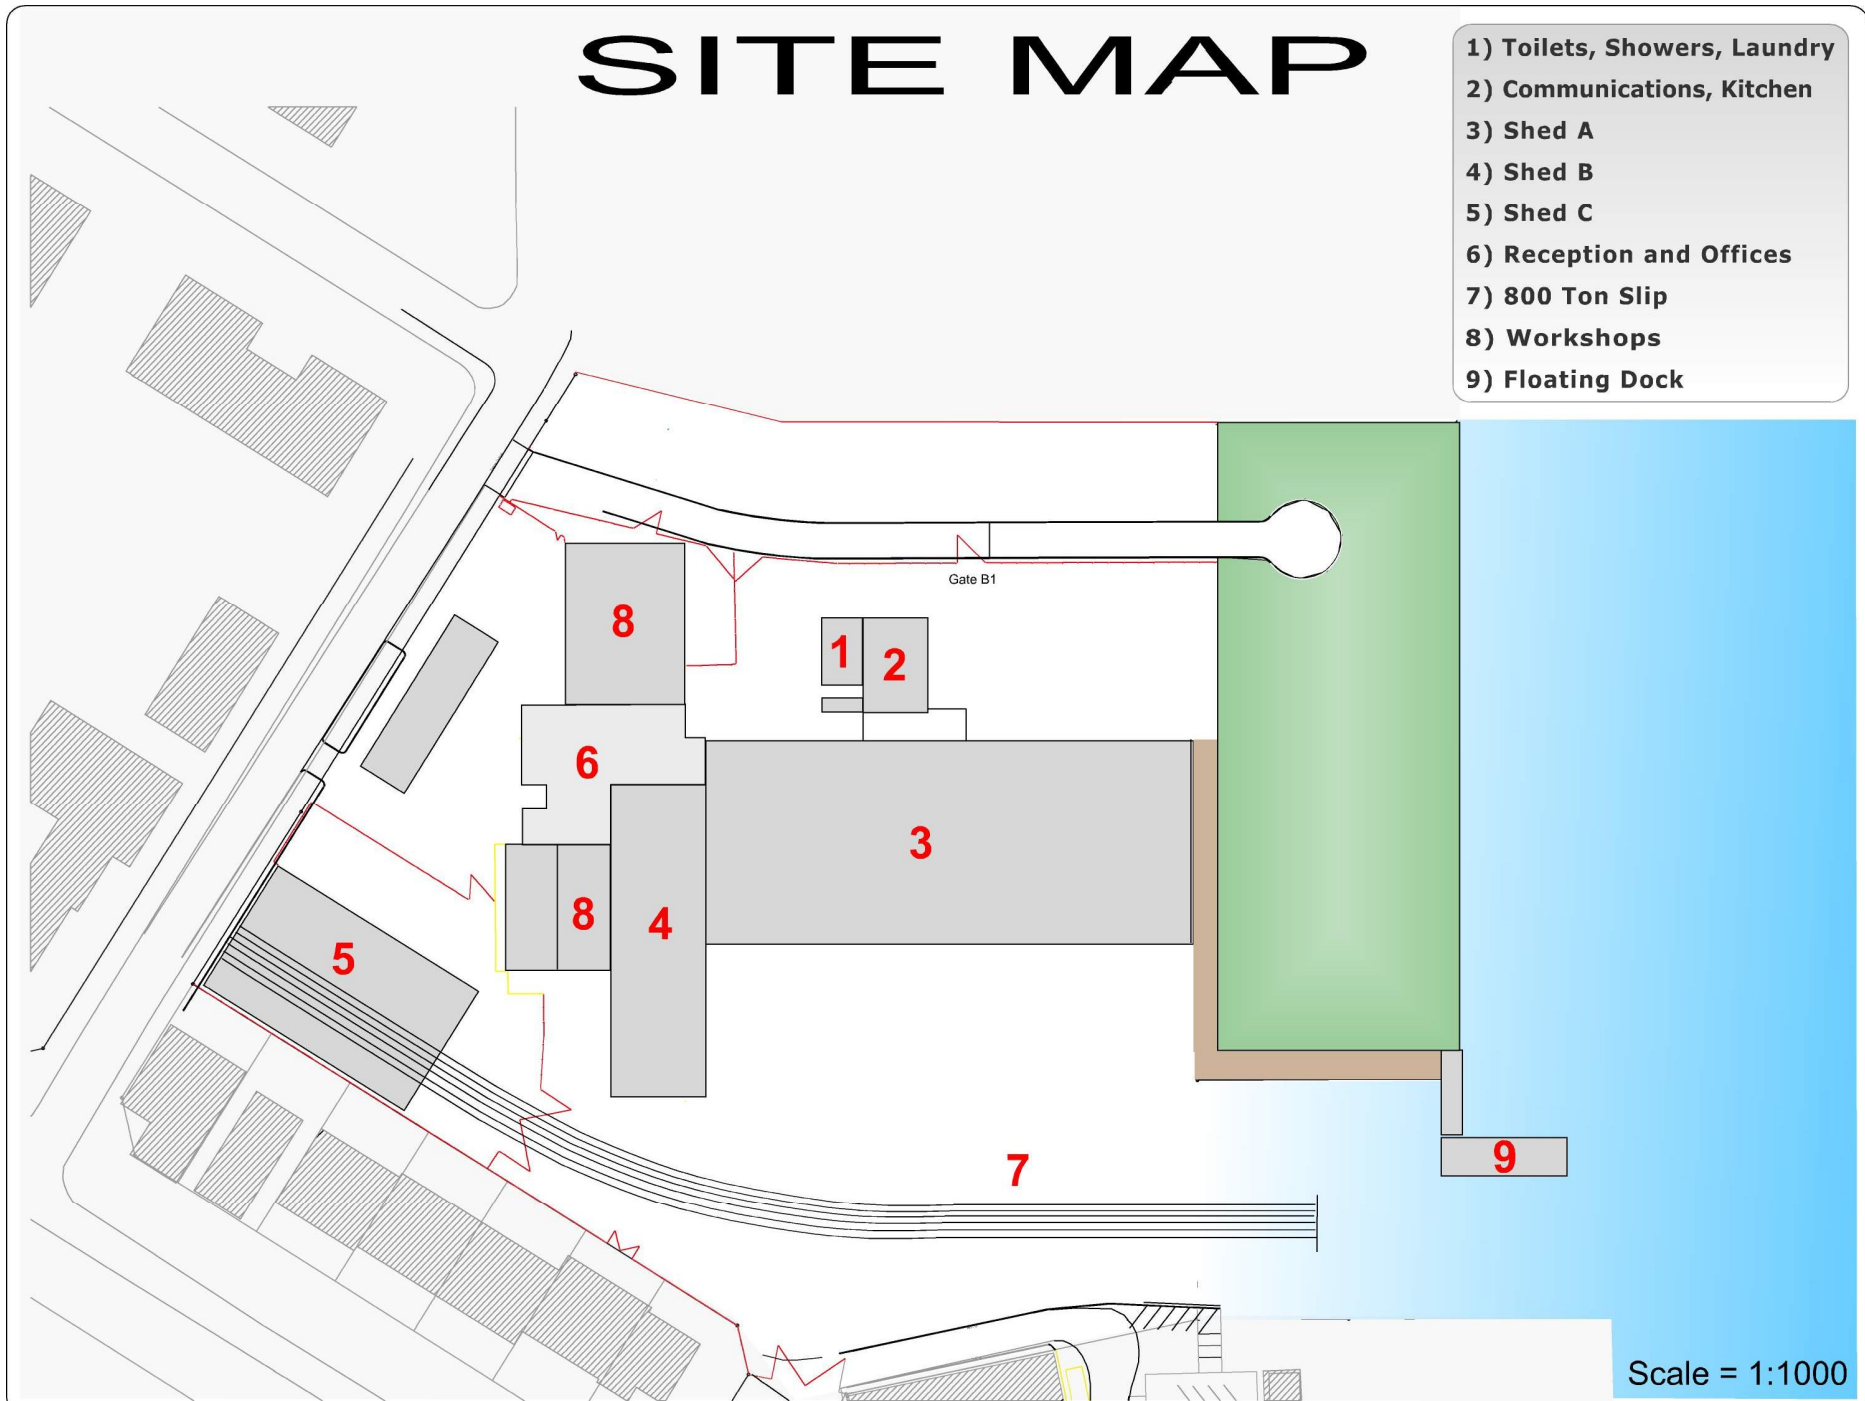 SITE MAP
1) Toilets, Showers, Laundry
2) Communications, Kitchen
3) Shed A
4) Shed B
5) Shed C
6) Reception and Offices
7) 800 Ton Slip
8) Workshops
9) Floating Dock
Gate B1
8
1
2
6
3
8
4
5
7
9
Scale = 1:1000